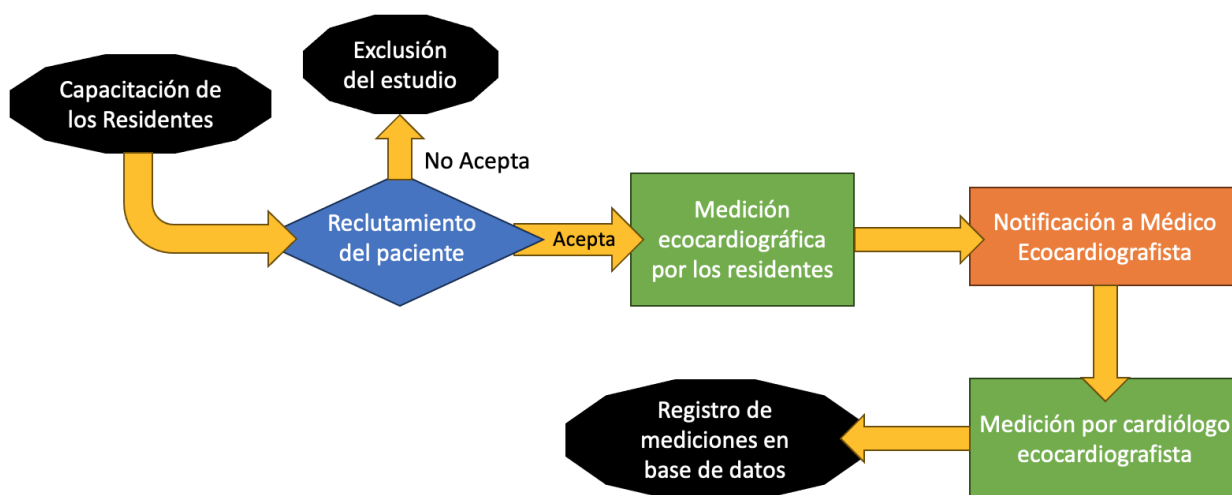 Capacitación de
los Residentes
Exclusión
del estudio
No Acepta
Reclutamiento
del paciente
Acepta
Medición
ecocardiográfica
por los residentes
Notificación a Médico
Ecocardiografista
Medición por cardiólogo
ecocardiografista
Registro de
mediciones en
base de datos